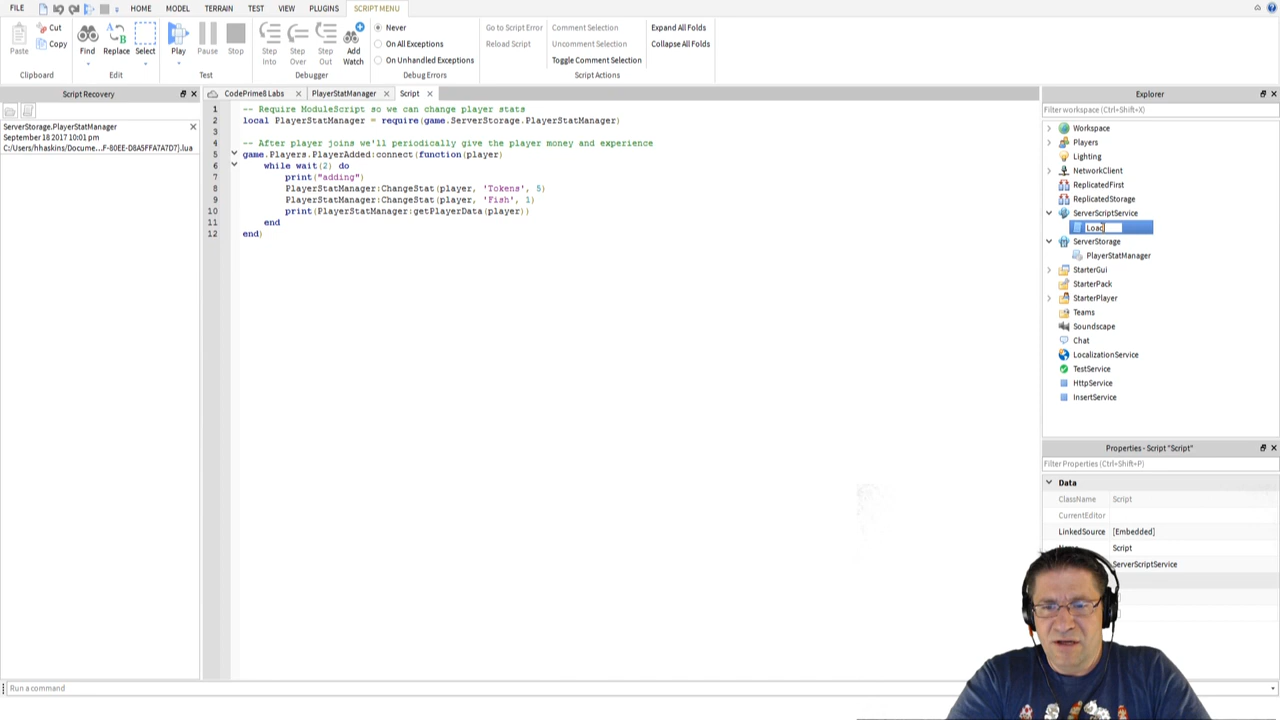 FILE HOME MODEL TERRAIN TEST VIEW PLUGINS SCRIPT MENU
Paste Cut Copy Clipboard
Find Replace Select Edit
Play Pause Stop Test
Step Into Step Over Step Out Add Watch Debugger
Never
On All Exceptions
On Unhandled Exceptions
Debug Errors
Go to Script Error
Reload Script
Comment Selection
Uncomment Selection
Toggle Comment Selection
Expand All Folds
Collapse All Folds
Script Actions
Script Recovery
ServerStorage.PlayerStatManager
September 18 2017 10:01 pm
C:/Users/hhaskins/Docume...F-80EE-D8A5FFA7A7D7}.lua
CodePrime8 Labs PlayerStatManager Script
1 -- Require ModuleScript so we can change player stats
2 local PlayerStatManager = require(game.ServerStorage.PlayerStatManager)
3
4 -- After player joins we'll periodically give the player money and experience
5 game.Players.PlayerAdded:connect(function(player)
6 while wait(2) do
7 print("adding")
8 PlayerStatManager:ChangeStat(player, 'Tokens', 5)
9 PlayerStatManager:ChangeStat(player, 'Fish', 1)
10 print(PlayerStatManager:getPlayerData(player))
11 end
12 end)
Explorer
Filter workspace (Ctrl+Shift+X)
Workspace
Players
Lighting
NetworkClient
ReplicatedFirst
ReplicatedStorage
ServerScriptService
Load
ServerStorage
PlayerStatManager
StarterGui
StarterPack
StarterPlayer
Teams
Soundscape
Chat
LocalizationService
TestService
HttpService
InsertService
Properties - Script "Script"
Filter Properties (Ctrl+Shift+P)
Data
ClassName Script
CurrentEditor
LinkedSource [Embedded]
Script
ServerScriptService
Run a command